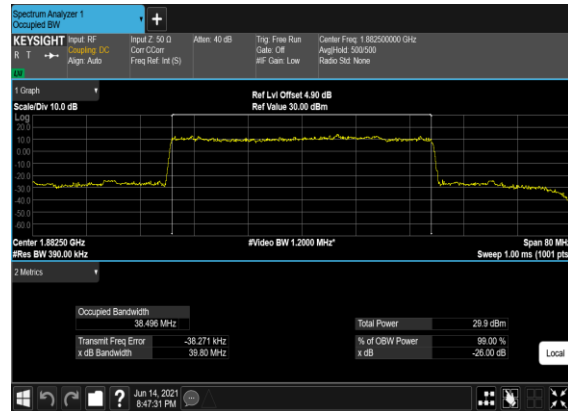 Spectrum Analyzer 1
Occupied BW
+
KEYSIGHT
R T
LXI
Input: RF
Coupling: DC
Align: Auto
Input Z: 50 Ω
Corr CCorr
Freq Ref: Int (S)
Atten: 40 dB
Trig: Free Run
Gate: Off
#IF Gain: Low
Center Freq: 1.882500000 GHz
Avg|Hold: 500/500
Radio Std: None
1 Graph
Scale/Div 10.0 dB
Ref Lvl Offset 4.90 dB
Ref Value 30.00 dBm
Log
20.0
10.0
0.00
-10.0
-20.0
-30.0
-40.0
-50.0
-60.0
Center 1.88250 GHz
#Res BW 390.00 kHz
#Video BW 1.2000 MHz*
Span 80 MHz
Sweep 1.00 ms (1001 pts)
2 Metrics
Occupied Bandwidth
38.496 MHz
Transmit Freq Error -38.271 kHz
x dB Bandwidth 39.80 MHz
Total Power 29.9 dBm
% of OBW Power 99.00 %
x dB -26.00 dB
Local
?
Jun 14, 2021
8:47:31 PM